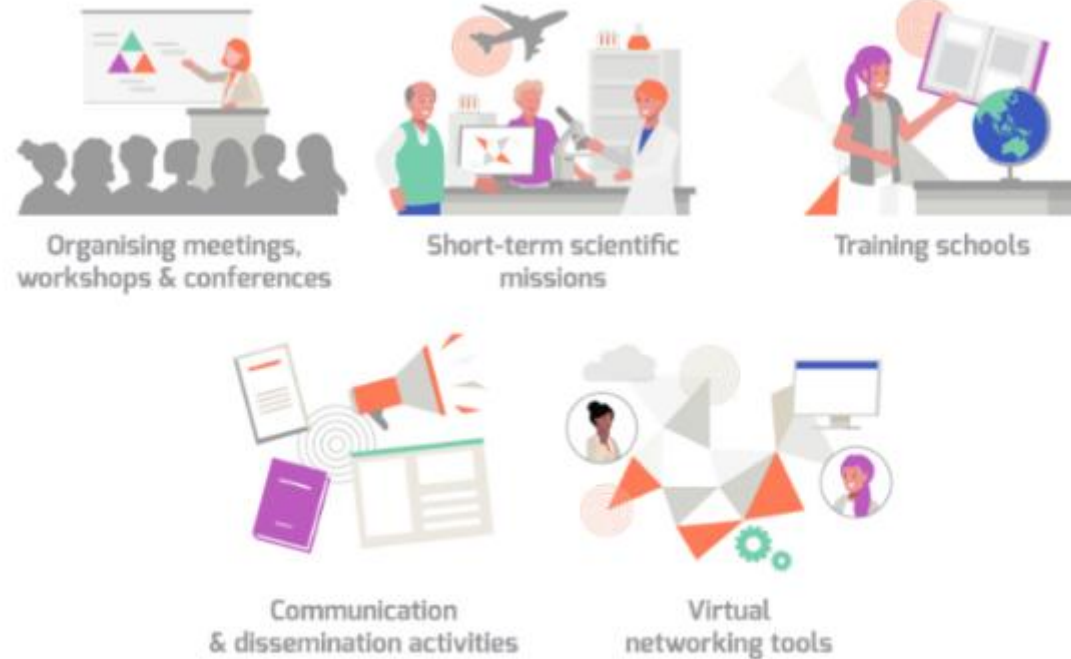 Organising meetings,
workshops & conferences
Short-term scientific
missions
Training schools
Communication
& dissemination activities
Virtual
networking tools